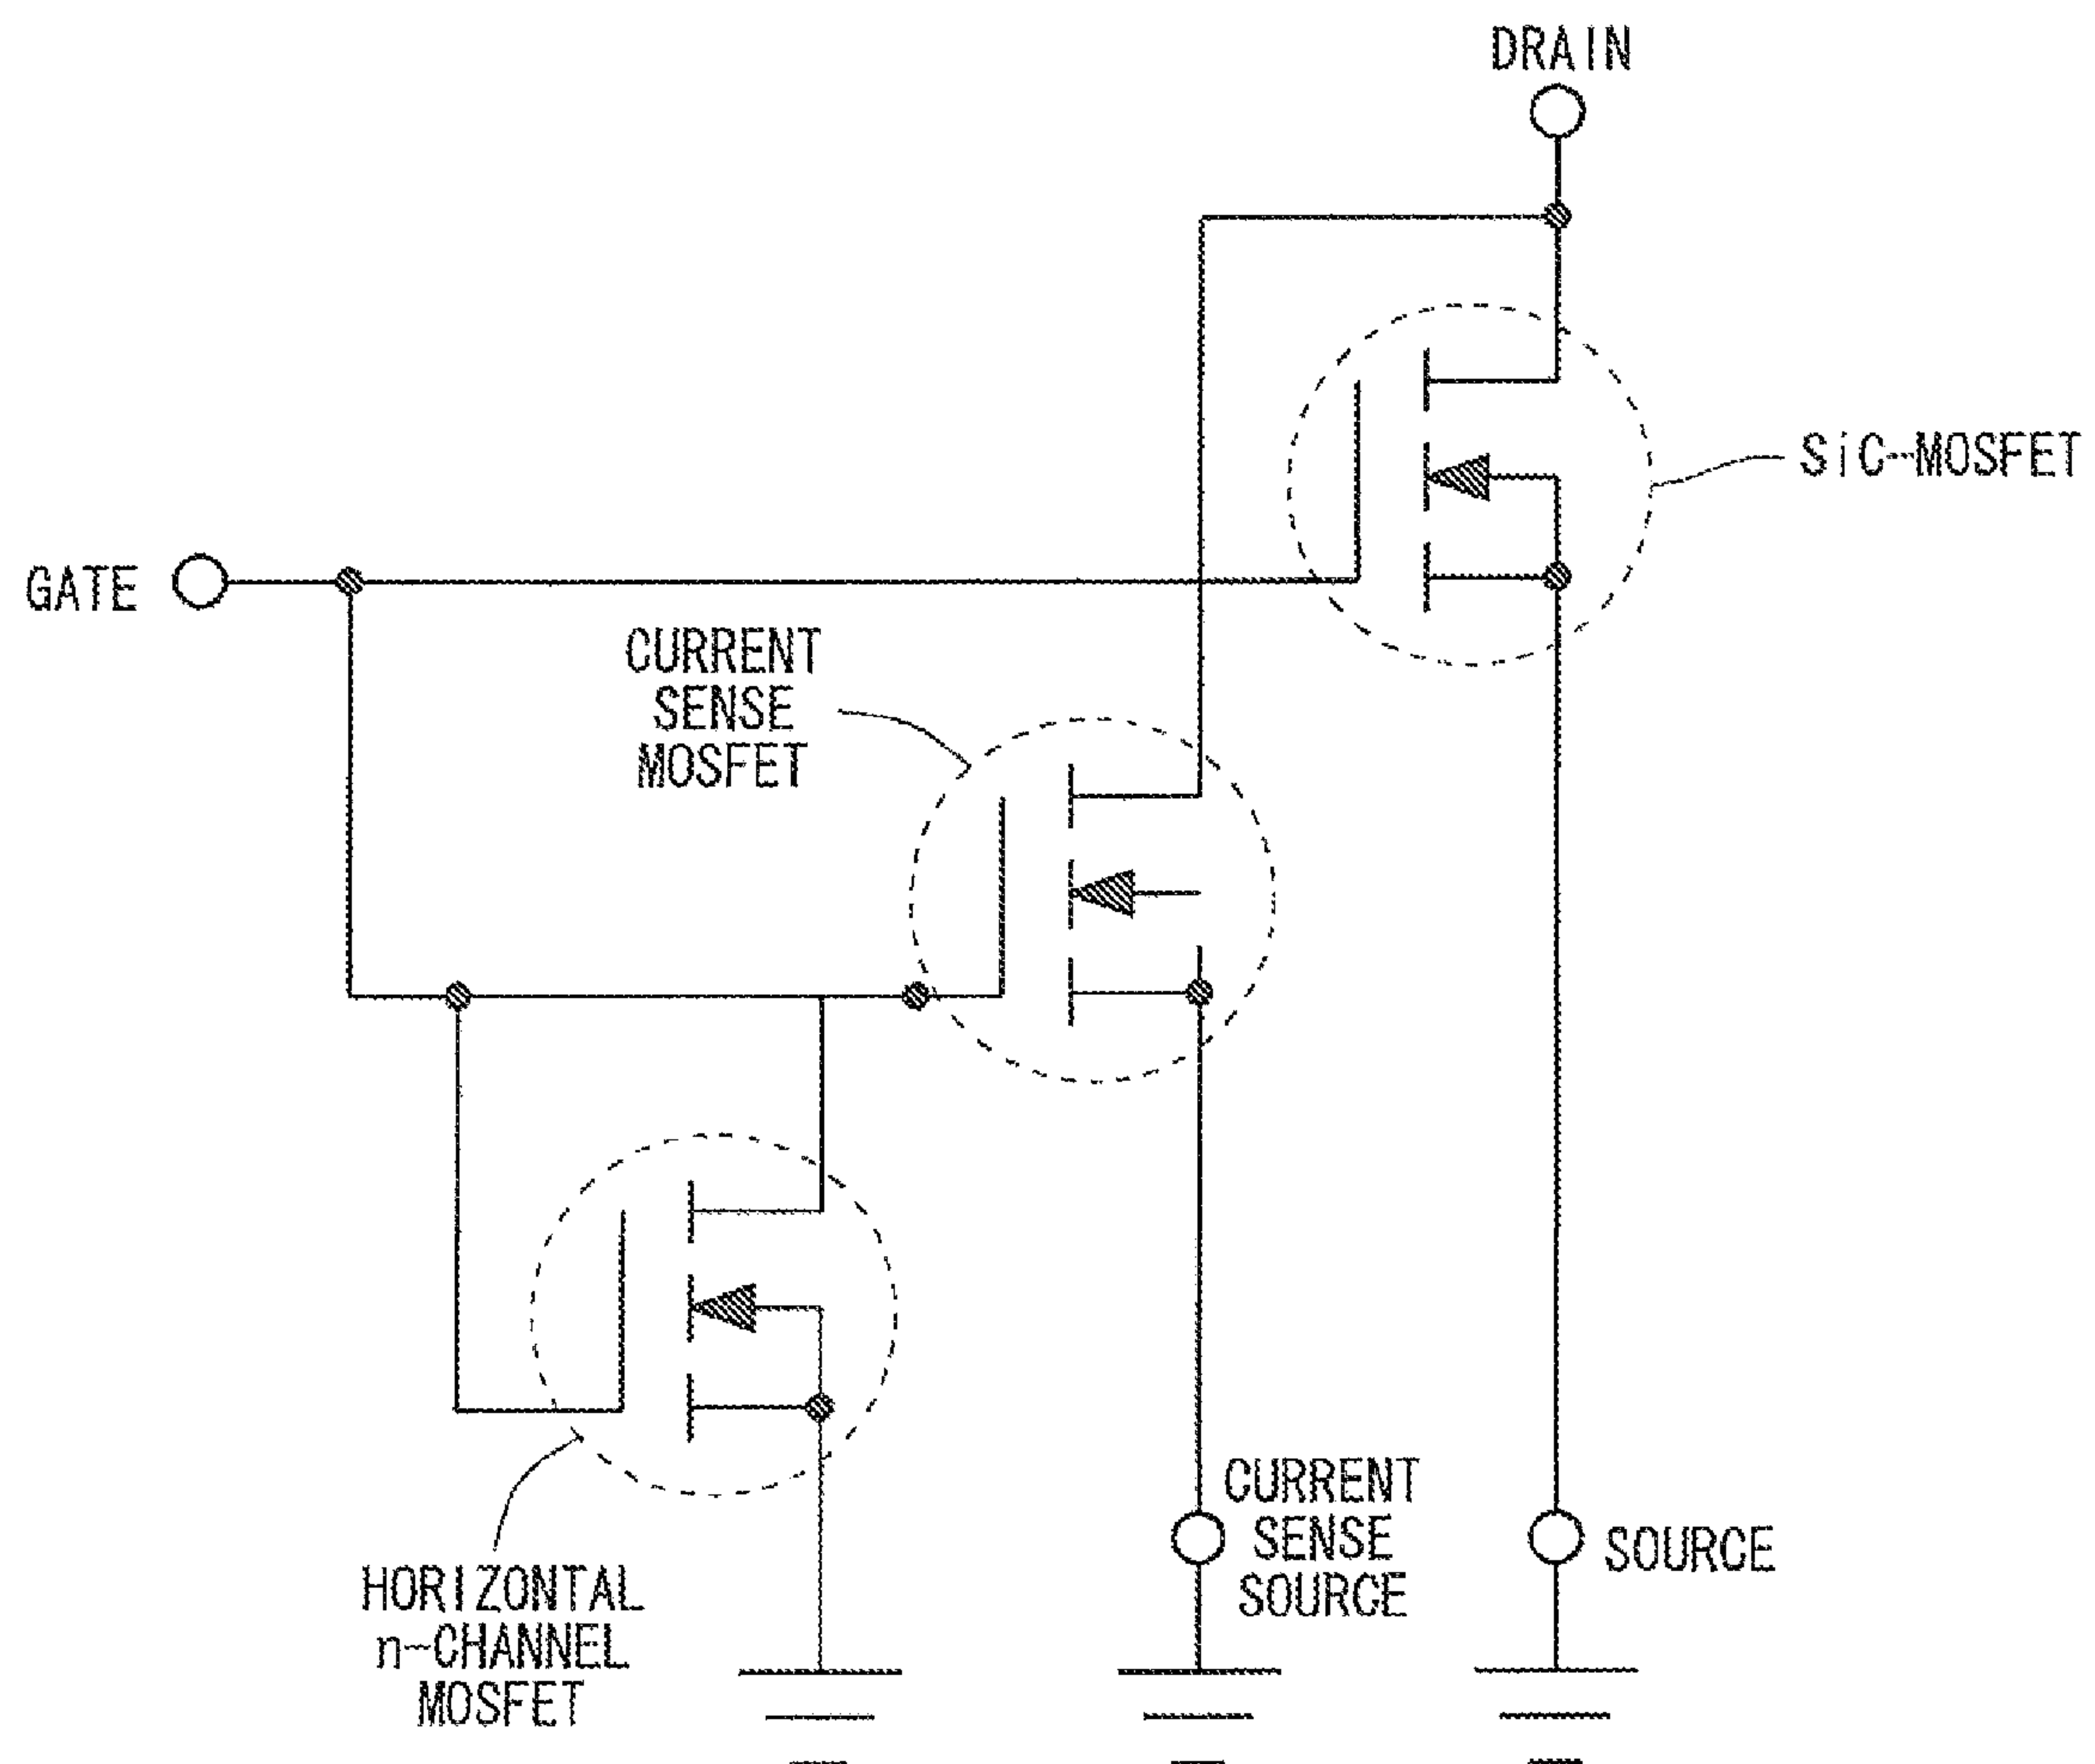 DRAIN
SiC-MOSFET
GATE
CURRENT
SENSE
MOSFET
CURRENT
SENSE
SOURCE
SOURCE
HORIZONTAL
n-CHANNEL
MOSFET